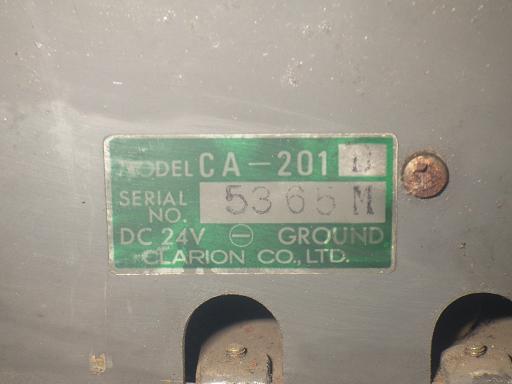 MODEL CA-201 D
SERIAL NO. 5365M
DC 24V ⊖ GROUND
CLARION CO., LTD.